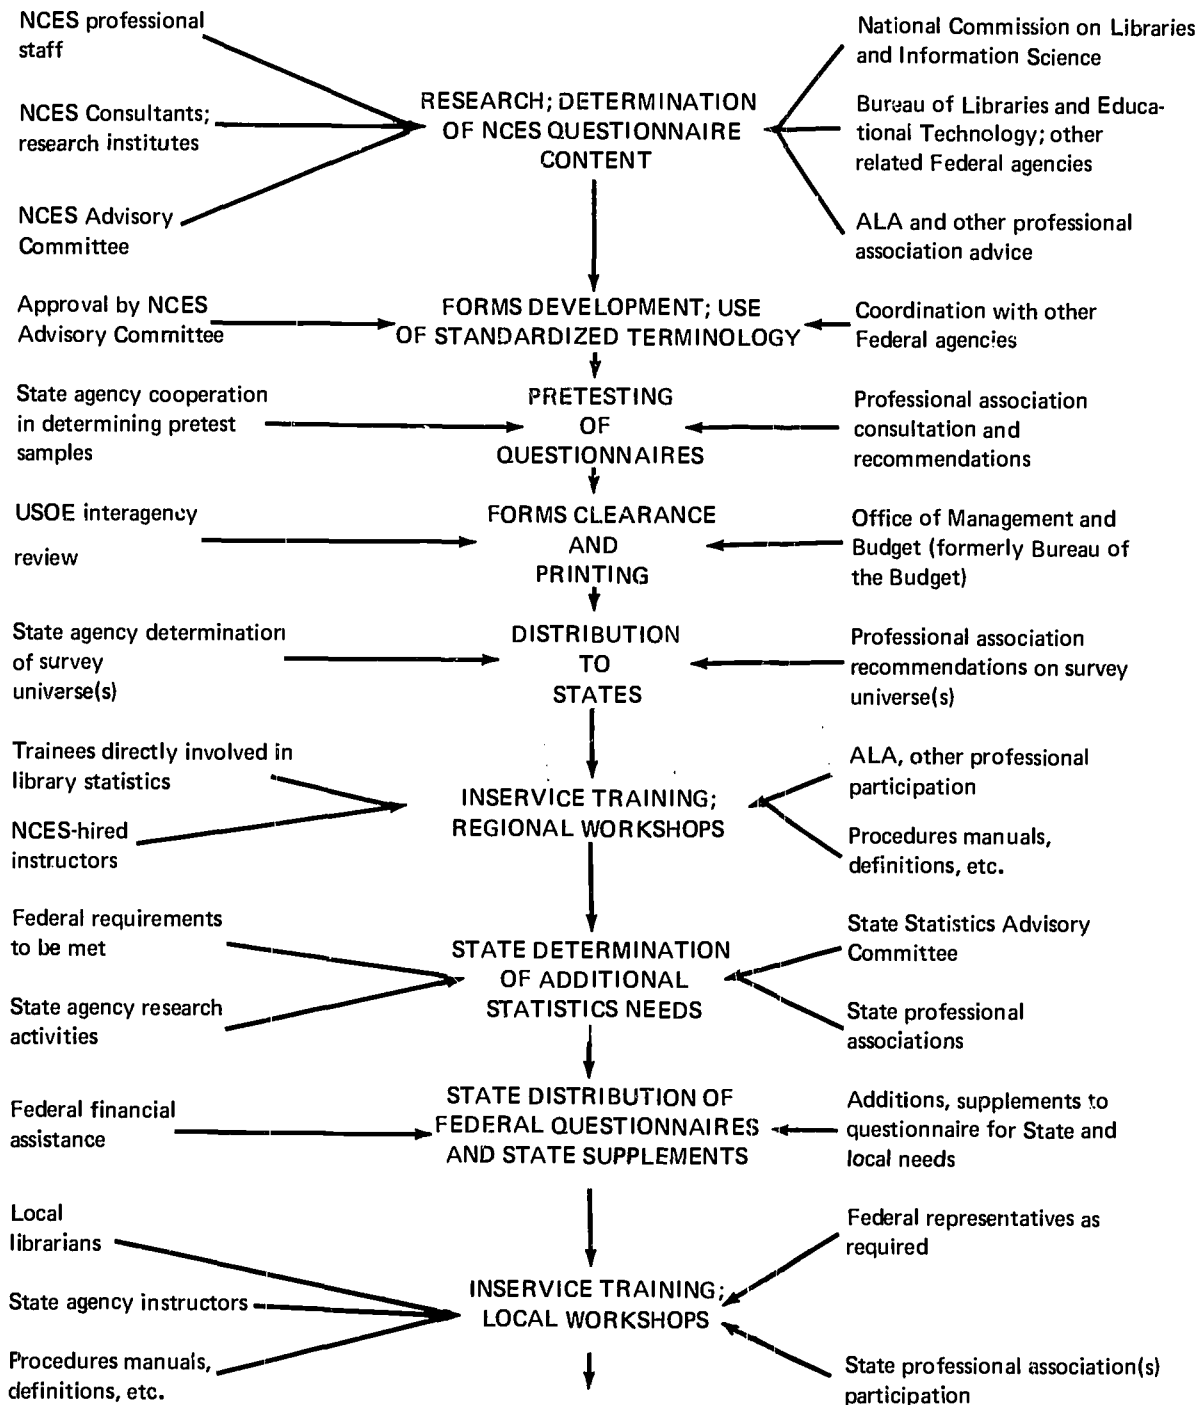 NCES professional
staff
NCES Consultants;
research institutes
NCES Advisory
Committee
RESEARCH; DETERMINATION
OF NCES QUESTIONNAIRE
CONTENT
National Commission on Libraries
and Information Science
Bureau of Libraries and Educa-
tional Technology; other
related Federal agencies
ALA and other professional
association advice
Approval by NCES
Advisory Committee
FORMS DEVELOPMENT; USE
OF STANDARDIZED TERMINOLOGY
Coordination with other
Federal agencies
State agency cooperation
in determining pretest
samples
PRETESTING
OF
QUESTIONNAIRES
Professional association
consultation and
recommendations
USOE interagency
review
FORMS CLEARANCE
AND
PRINTING
Office of Management and
Budget (formerly Bureau of
the Budget)
State agency determination
of survey
universe(s)
DISTRIBUTION
TO
STATES
Professional association
recommendations on survey
universe(s)
Trainees directly involved in
library statistics
NCES-hired
instructors
INSERVICE TRAINING;
REGIONAL WORKSHOPS
ALA, other professional
participation
Procedures manuals,
definitions, etc.
Federal requirements
to be met
State agency research
activities
STATE DETERMINATION
OF ADDITIONAL
STATISTICS NEEDS
State Statistics Advisory
Committee
State professional
associations
Federal financial
assistance
STATE DISTRIBUTION OF
FEDERAL QUESTIONNAIRES
AND STATE SUPPLEMENTS
Additions, supplements to
questionnaire for State and
local needs
Local
librarians
State agency instructors
Procedures manuals,
definitions, etc.
INSERVICE TRAINING;
LOCAL WORKSHOPS
Federal representatives as
required
State professional association(s)
participation